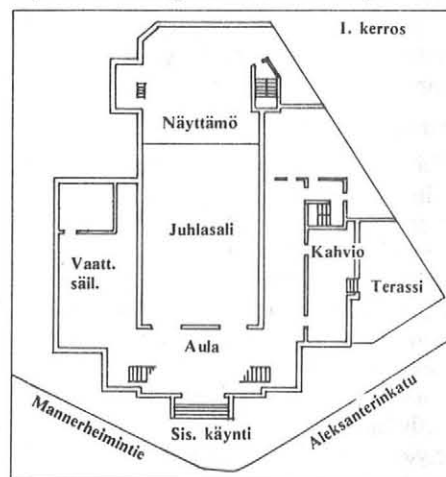 I. kerros
Näyttämö
Juhlasali
Kahvio
Vaatt.
säil.
Terassi
Aula
Mannerheimintie
Sis. käynti
Aleksanterinkatu